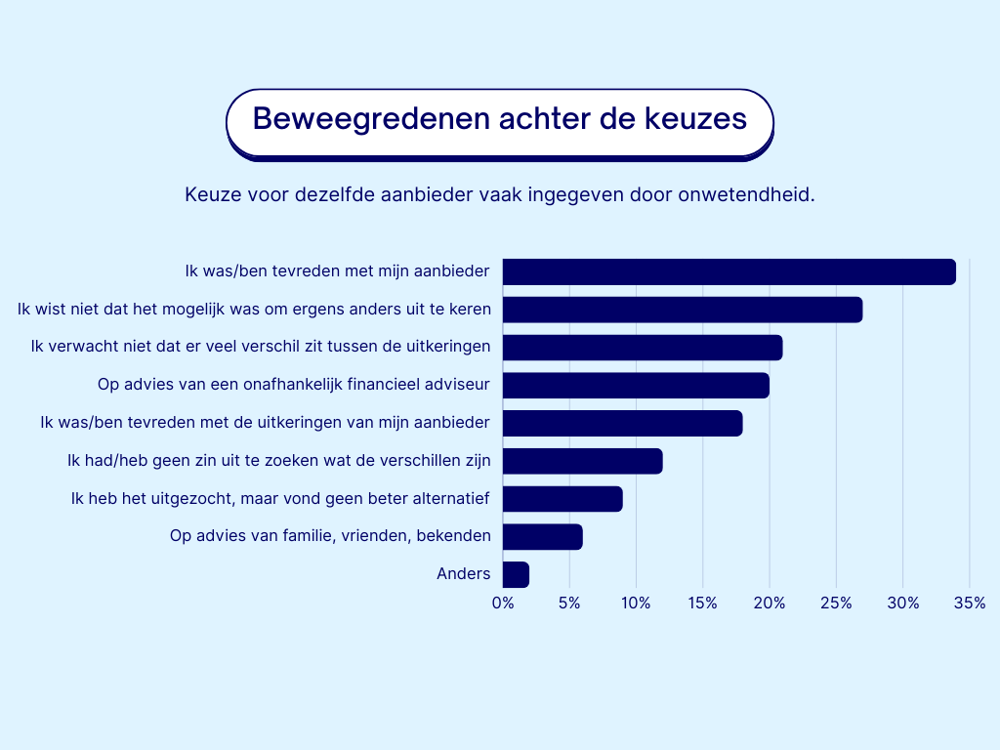 Beweegredenen achter de keuzes
Keuze voor dezelfde aanbieder vaak ingegeven door onwetendheid.
Ik was/ben tevreden met mijn aanbieder
Ik wist niet dat het mogelijk was om ergens anders uit te keren
Ik verwacht niet dat er veel verschil zit tussen de uitkeringen
Op advies van een onafhankelijk financieel adviseur
Ik was/ben tevreden met de uitkeringen van mijn aanbieder
Ik had/heb geen zin uit te zoeken wat de verschillen zijn
Ik heb het uitgezocht, maar vond geen beter alternatief
Op advies van familie, vrienden, bekenden
Anders
0% 5% 10% 15% 20% 25% 30% 35%